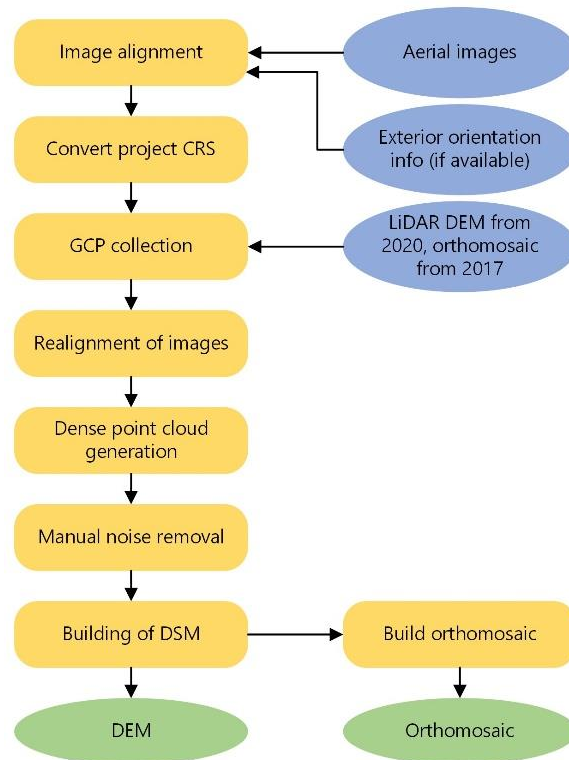 Image alignment
Aerial images
Convert project CRS
Exterior orientation
info (if available)
GCP collection
LiDAR DEM from
2020, orthomosaic
from 2017
Realignment of images
Dense point cloud
generation
Manual noise removal
Building of DSM
Build orthomosaic
DEM
Orthomosaic